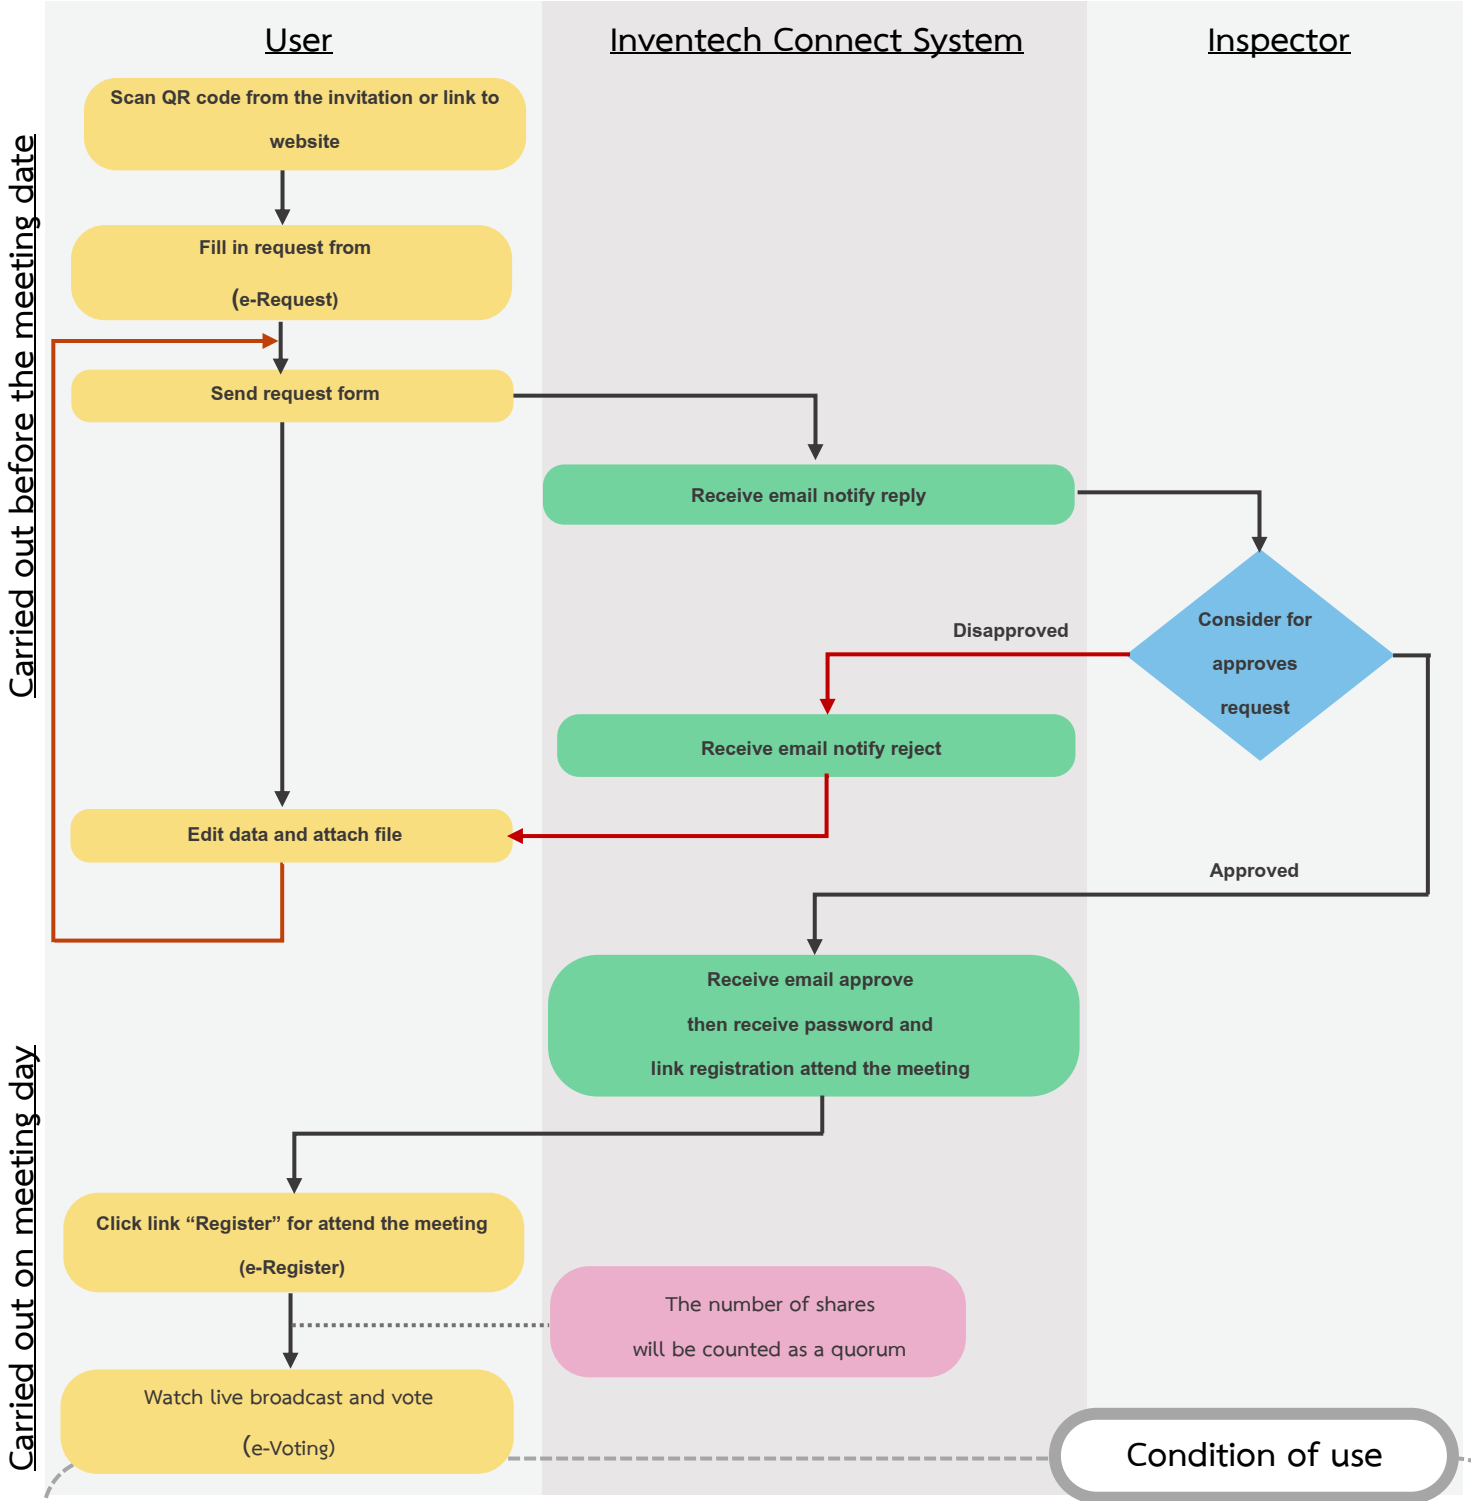 User
Inventech Connect System
Inspector
Carried out before the meeting date
Scan QR code from the invitation or link to
website
Fill in request from
(e-Request)
Send request form
Receive email notify reply
Consider for
approves
request
Disapproved
Receive email notify reject
Edit data and attach file
Approved
Receive email approve
then receive password and
link registration attend the meeting
Carried out on meeting day
Click link “Register” for attend the meeting
(e-Register)
The number of shares
will be counted as a quorum
Watch live broadcast and vote
(e-Voting)
Condition of use